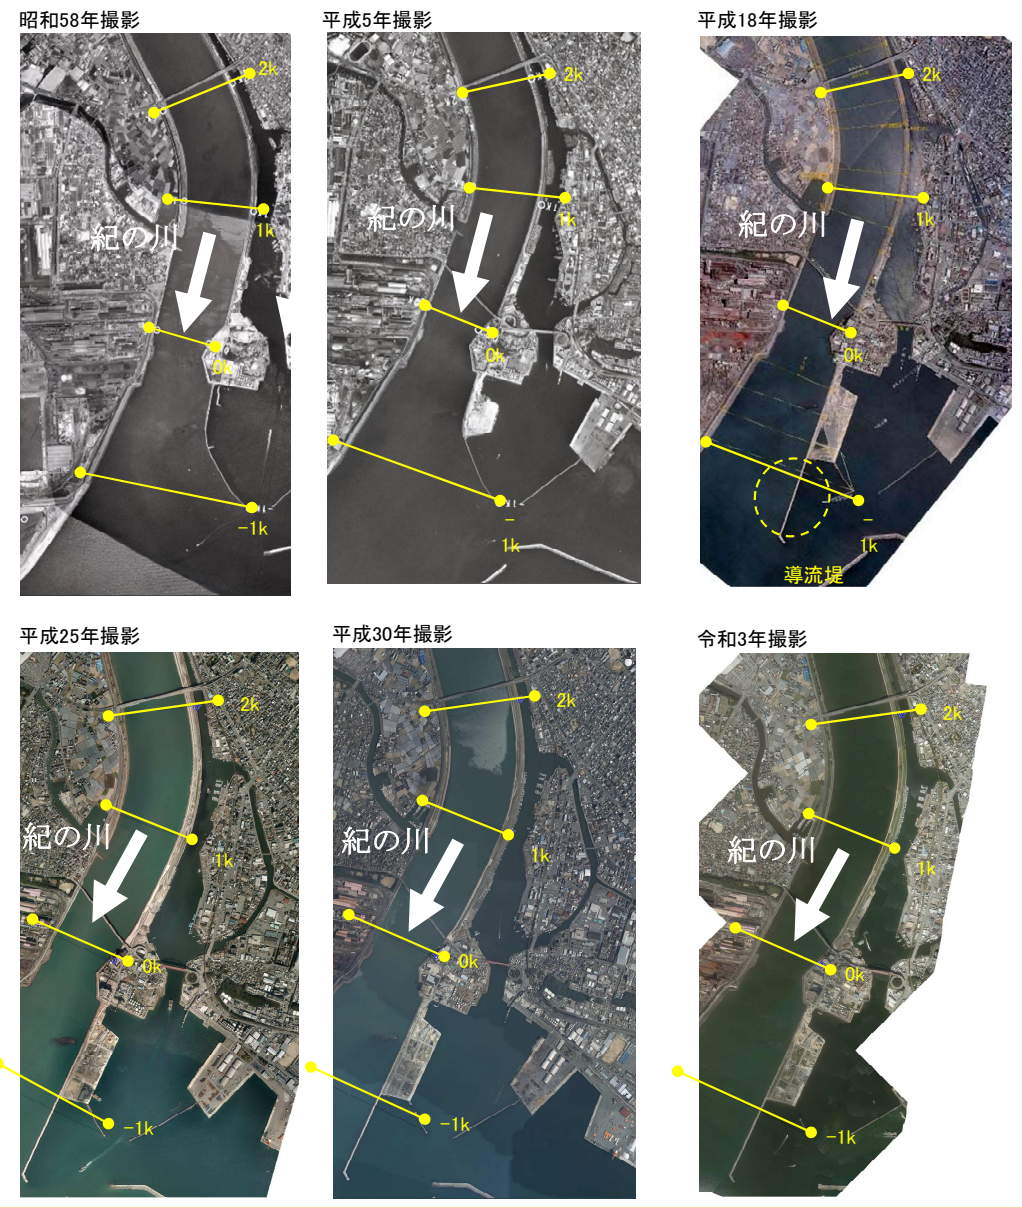 昭和58年撮影
2k
1k
紀の川
0k
-1k
平成5年撮影
2k
1k
紀の川
0k
-
1k
平成18年撮影
2k
1k
紀の川
0k
-
1k
導流堤
平成25年撮影
2k
紀の川
1k
0k
-1k
平成30年撮影
2k
紀の川
1k
0k
-1k
令和3年撮影
2k
紀の川
1k
0k
-1k